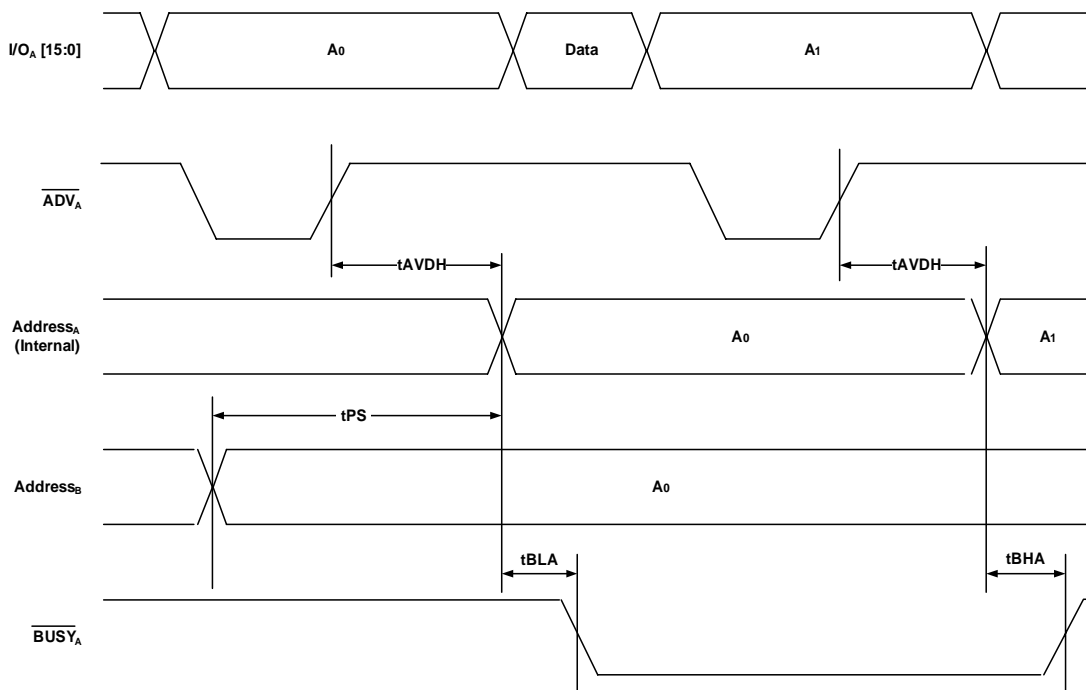 I/OA [15:0]
A0
Data
A1
ADVA
tAVDH
tAVDH
AddressA
(Internal)
A0
A1
tPS
AddressB
A0
tBLA
tBHA
BUSYA